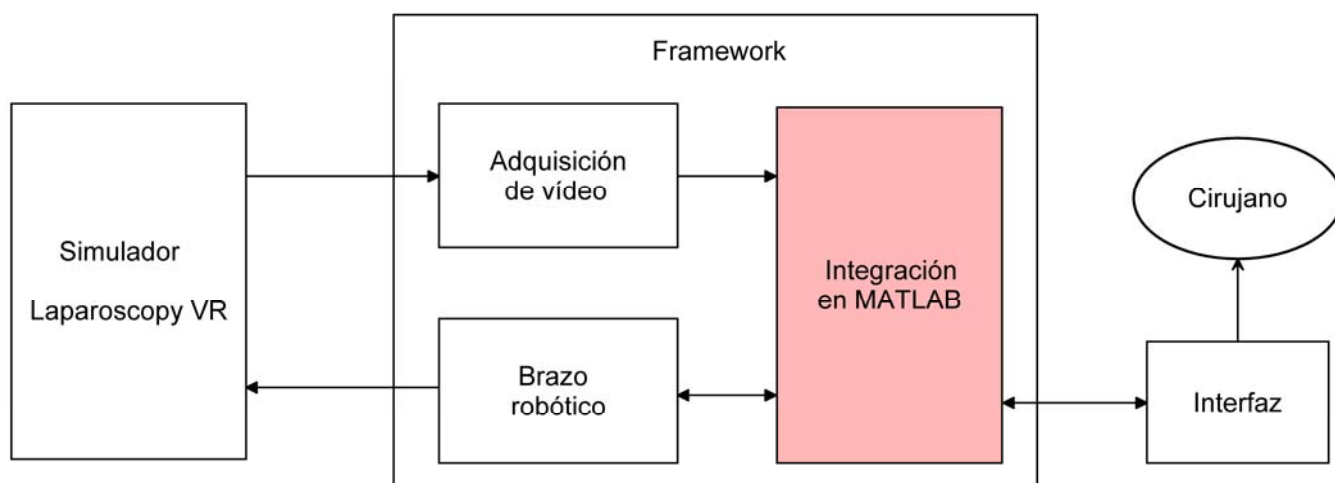 Framework
Simulador
Laparoscopy VR
Adquisición
de vídeo
Brazo
robótico
Integración
en MATLAB
Cirujano
Interfaz